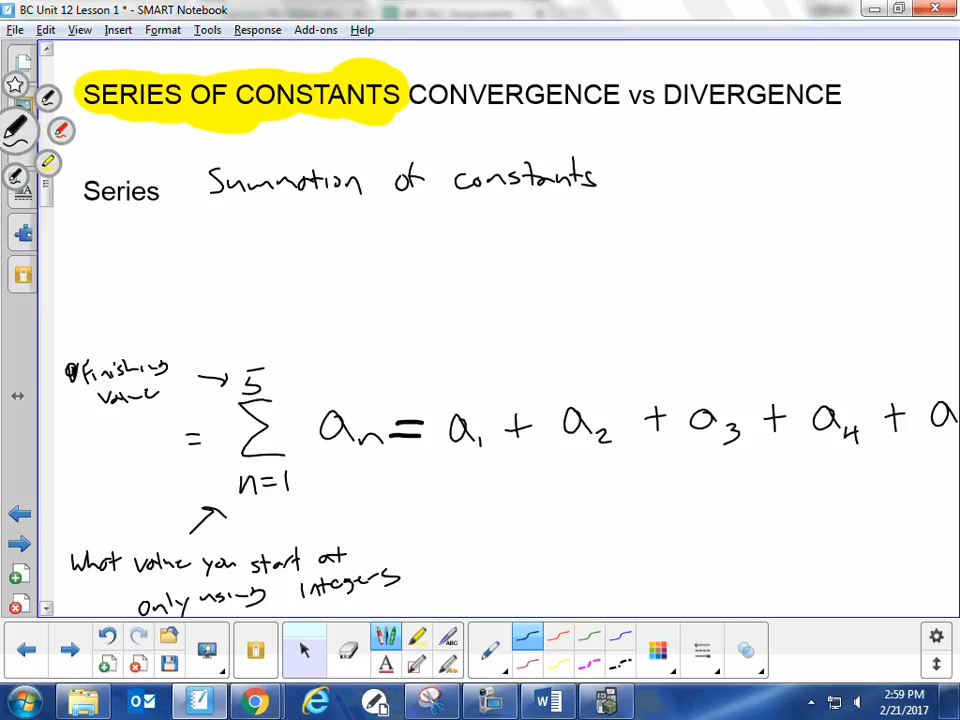 BC Unit 12 Lesson 1 * - SMART Notebook
File Edit View Insert Format Tools Response Add-ons Help
SERIES OF CONSTANTS CONVERGENCE vs DIVERGENCE
Series Summation of constants
Finishing
value → 5
= ∑ aₙ = a₁ + a₂ + a₃ + a₄ + a
n=1
What value you start at
only using integers
2:59 PM
2/21/2017